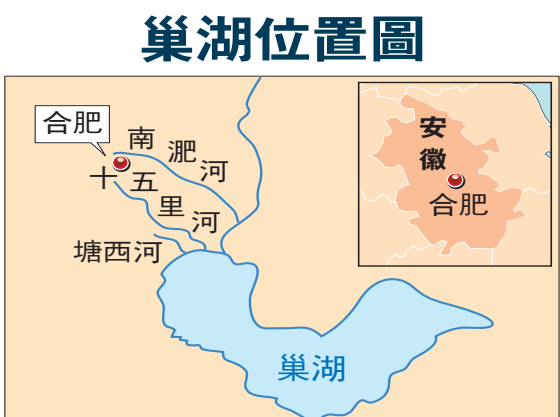 巢湖位置圖
合肥
南淝河
十五里河
塘西河
巢湖
安徽
合肥